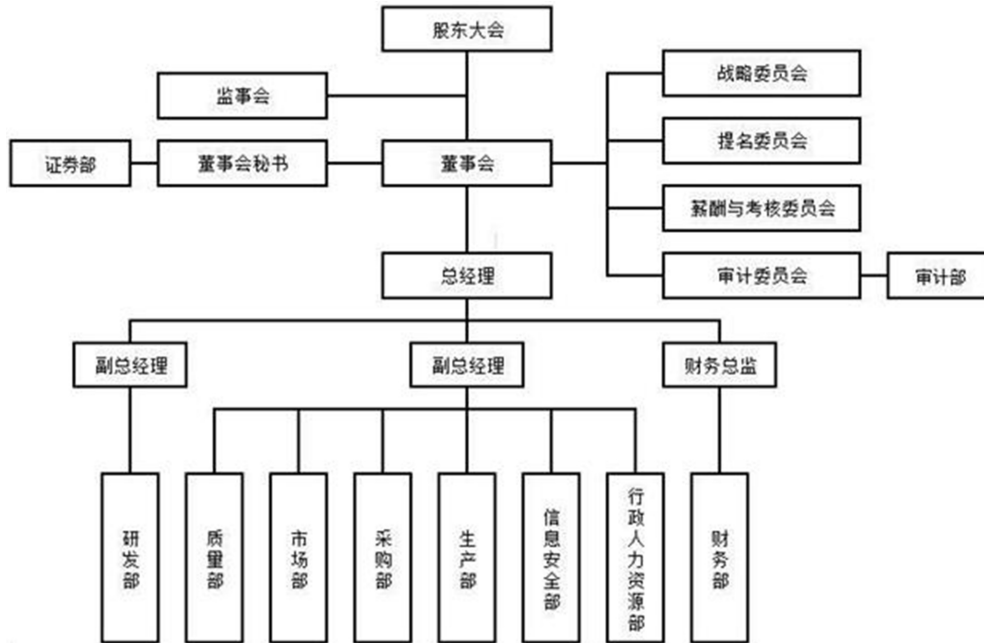 股东大会
监事会
战略委员会
提名委员会
证券部
董事会秘书
董事会
薪酬与考核委员会
总经理
审计委员会
审计部
副总经理
副总经理
财务总监
研发部
质量部
市场部
采购部
生产部
信息安全部
行政人力资源部
财务部